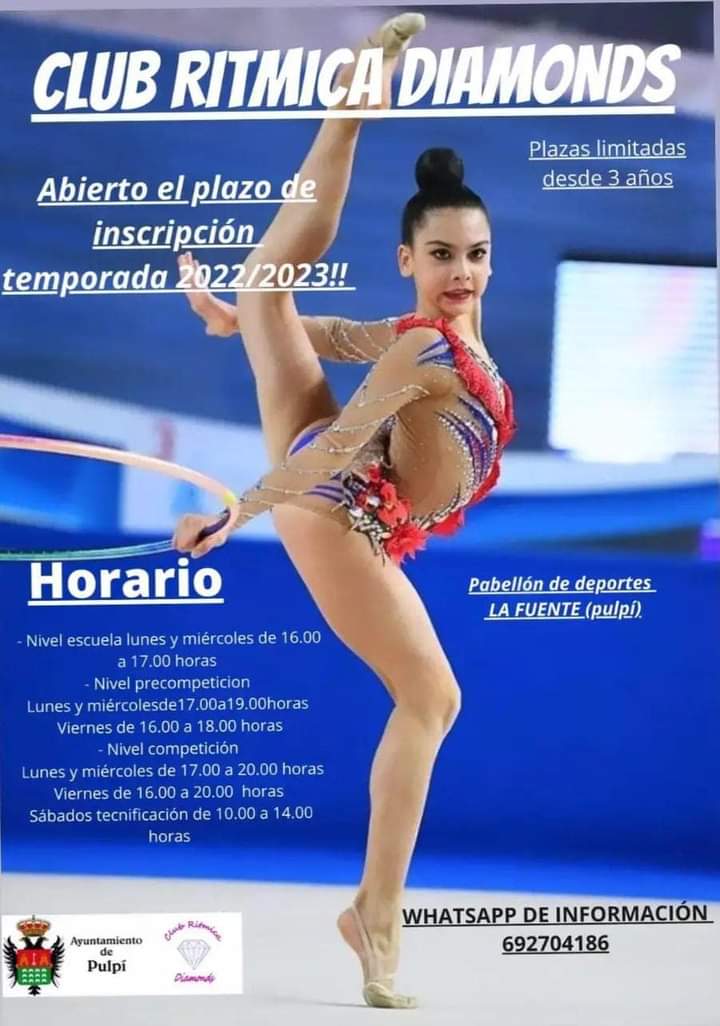 CLUB RITMICA DIAMONDS
Plazas limitadas
desde 3 años
Abierto el plazo de
inscripción
temporada 2022/2023!!
Horario
- Nivel escuela lunes y miércoles de 16.00
a 17.00 horas
- Nivel precompeticion
Lunes y miércolesde17.00a19.00horas
Viernes de 16.00 a 18.00 horas
- Nivel competición
Lunes y miércoles de 17.00 a 20.00 horas
Viernes de 16.00 a 20.00 horas
Sábados tecnificación de 10.00 a 14.00
horas
Pabellón de deportes
LA FUENTE (pulpí)
WHATSAPP DE INFORMACIÓN
692704186
Ayuntamiento
de
Pulpí
Club Ritmica
Diamonds